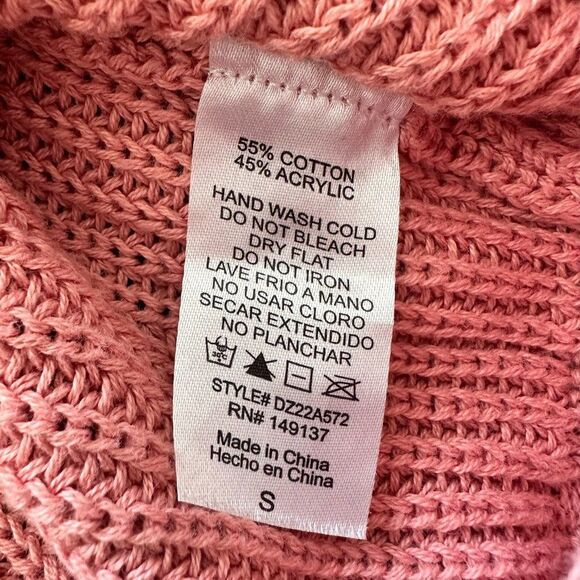 55% COTTON
45% ACRYLIC
HAND WASH COLD
DO NOT BLEACH
DRY FLAT
DO NOT IRON
LAVE FRIO A MANO
NO USAR CLORO
SECAR EXTENDIDO
NO PLANCHAR
30°C
STYLE# DZ22A572
RN# 149137
Made in China
Hecho en China
S